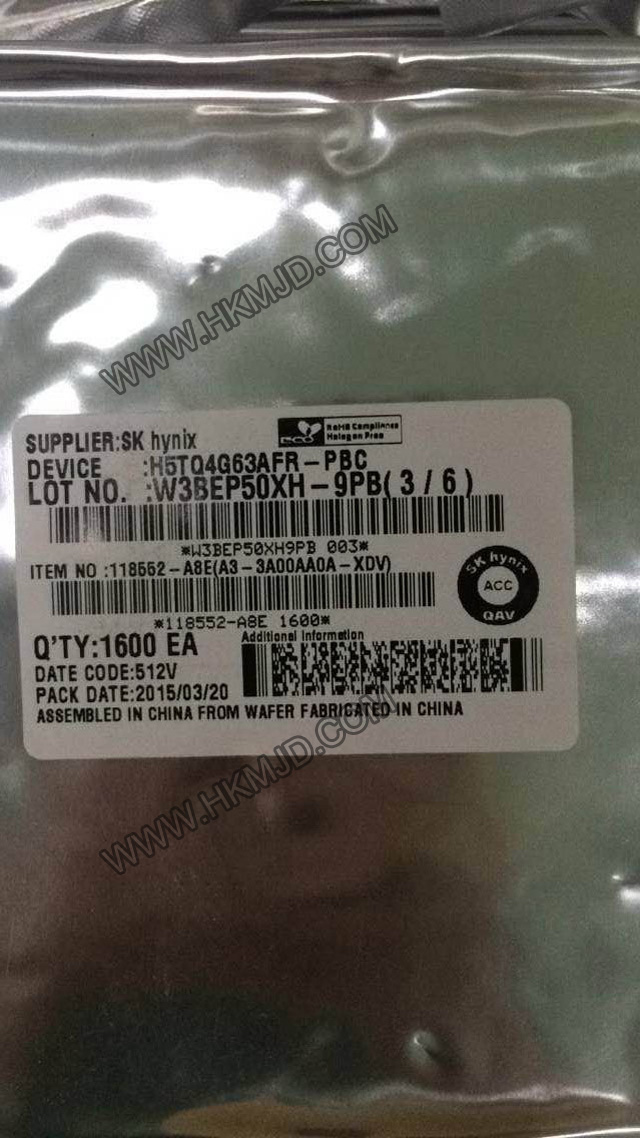 WWW.HKMJD.COM
SUPPLIER:SK hynix
eco RoHS Compliance
Halogen Free
DEVICE :H5TQ4G63AFR-PBC
LOT NO. :W3BEP50XH-9PB(3/6)
*W3BEP50XH9PB 003*
ITEM NO :118552-A8E(A3-3A00AA0A-XDV)
SK hynix
ACC
QAV
*118552-A8E 1600*
Q'TY:1600 EA
Additional Information
DATE CODE:512V
PACK DATE:2015/03/20
ASSEMBLED IN CHINA FROM WAFER FABRICATED IN CHINA
WWW.HKMJD.COM